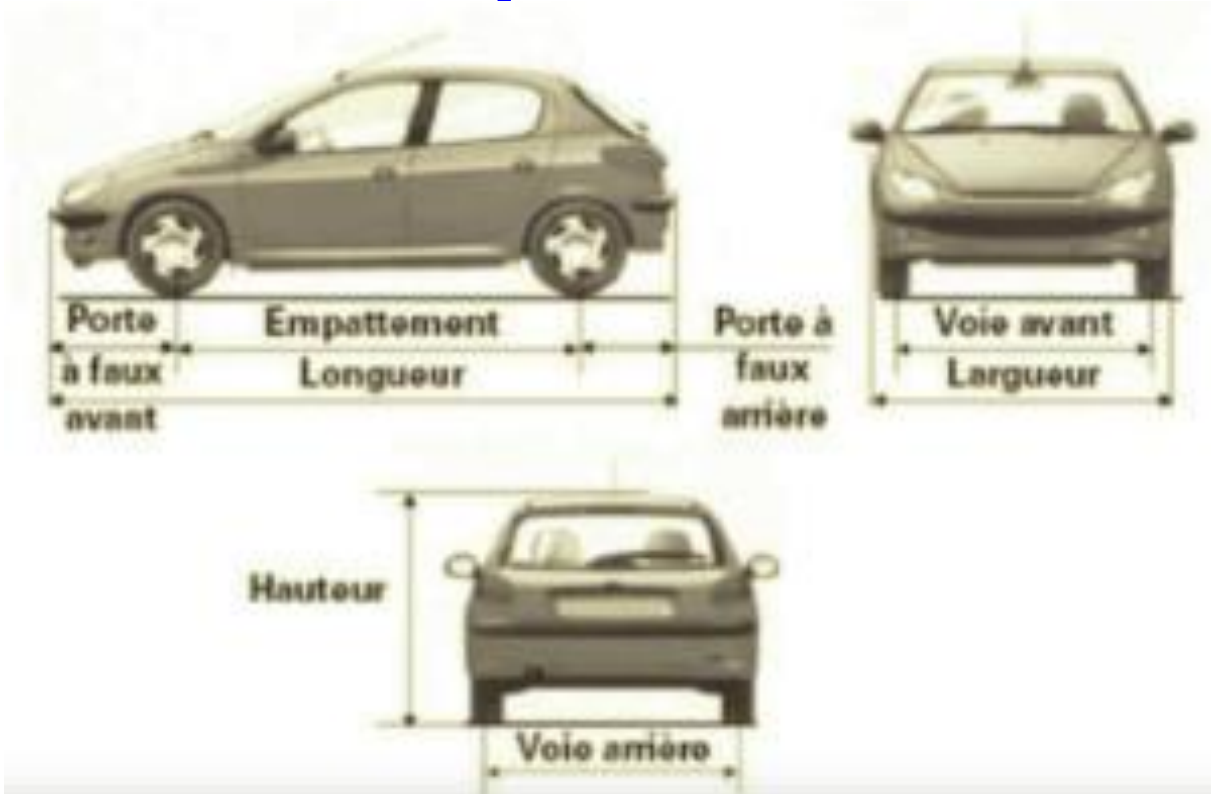 Porte
à faux
avant
Empattement
Longueur
Porte à
faux
arrière
Voie avant
Largueur
Hauteur
Voie arrière